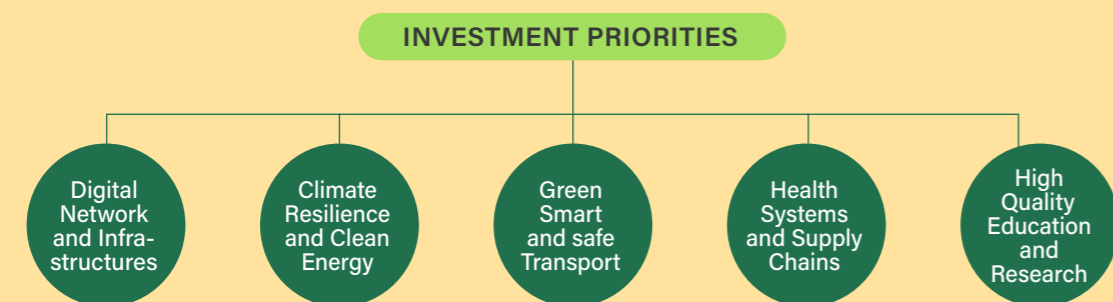 INVESTMENT PRIORITIES
Digital
Network
and Infra-
structures
Climate
Resilience
and Clean
Energy
Green
Smart
and safe
Transport
Health
Systems
and Supply
Chains
High
Quality
Education
and
Research